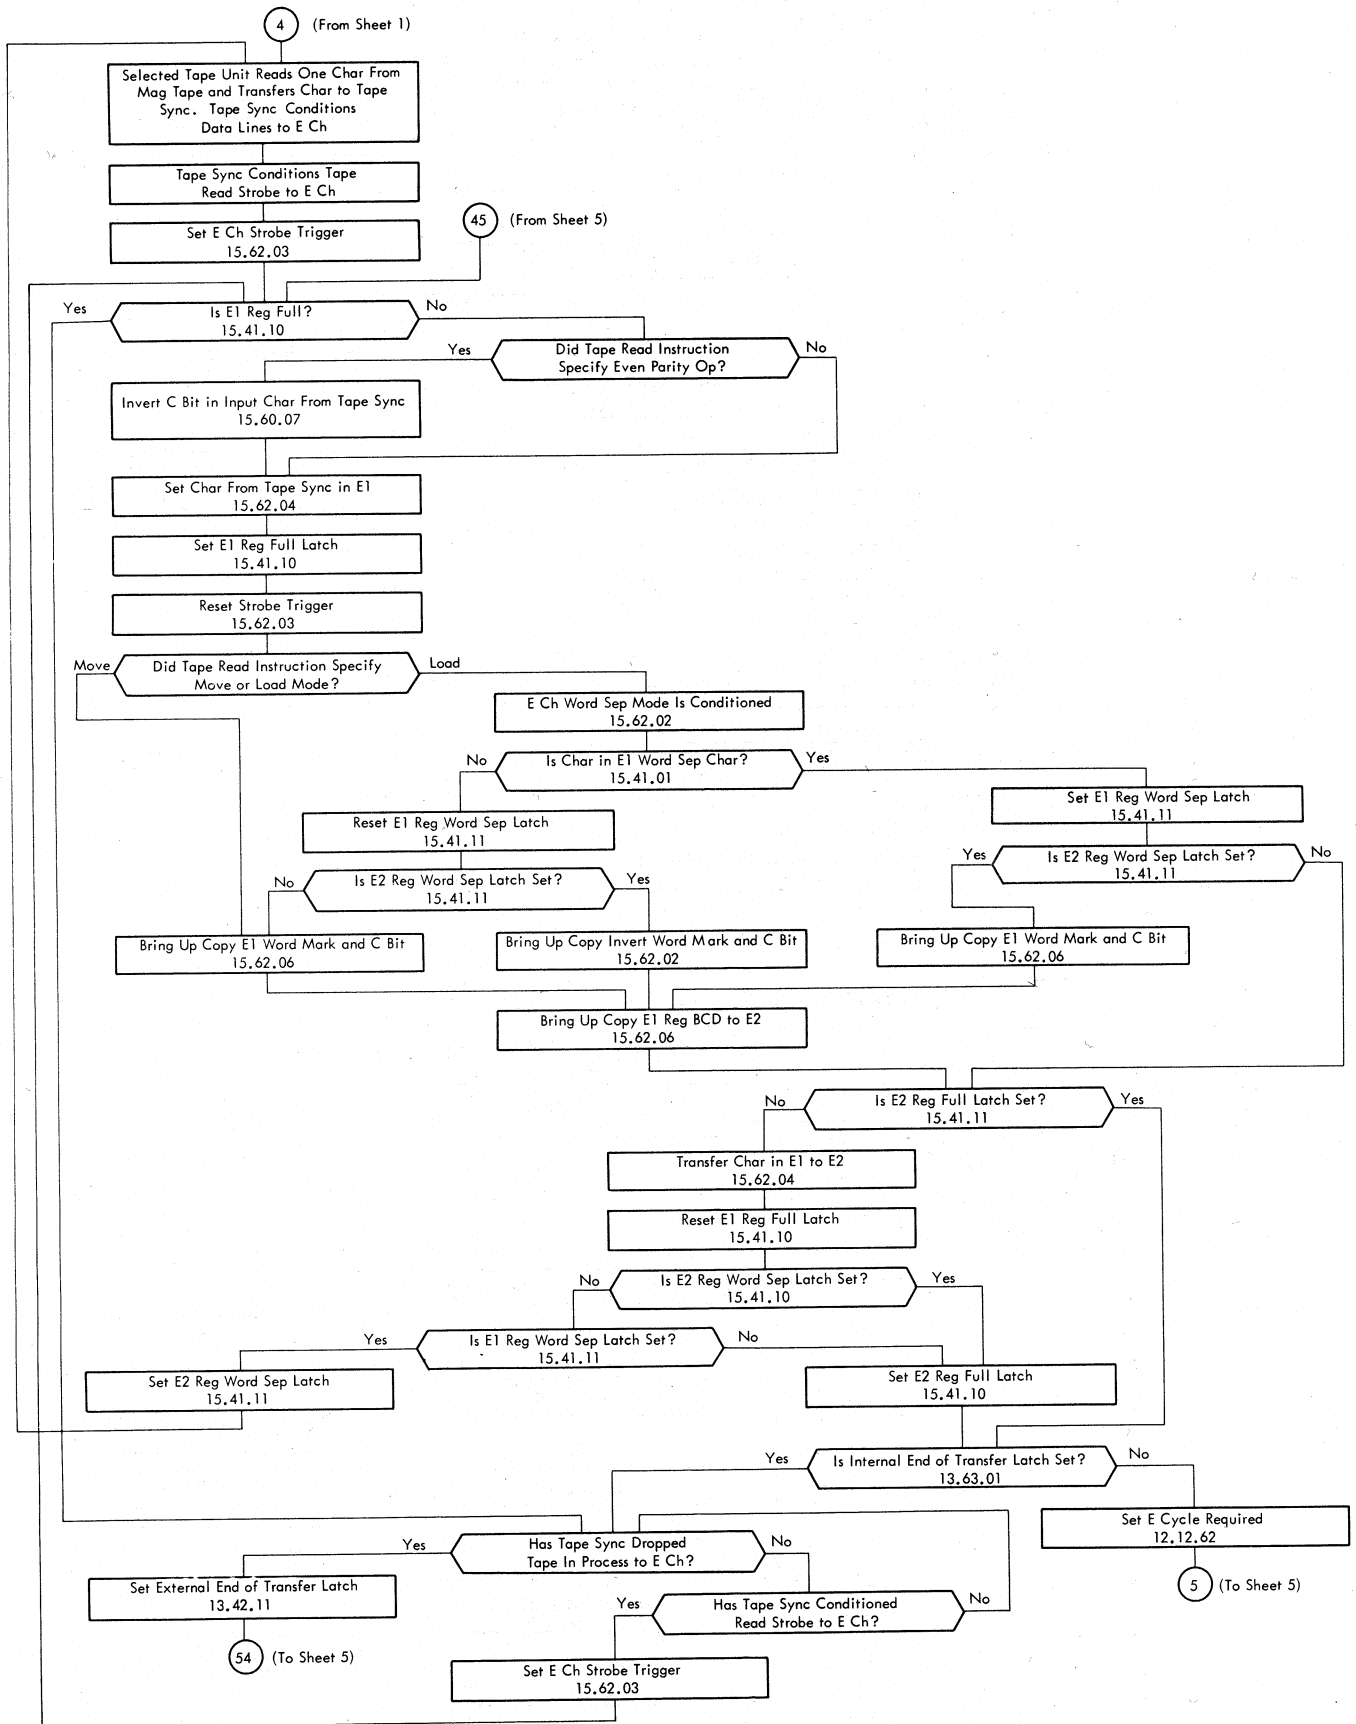 4
(From Sheet 1)
Selected Tape Unit Reads One Char From
Mag Tape and Transfers Char to Tape
Sync. Tape Sync Conditions
Data Lines to E Ch
Tape Sync Conditions Tape
Read Strobe to E Ch
45
(From Sheet 5)
Set E Ch Strobe Trigger
15.62.03
Yes
Is E1 Reg Full?
15.41.10
No
Yes
Did Tape Read Instruction
Specify Even Parity Op?
No
Invert C Bit in Input Char From Tape Sync
15.60.07
Set Char From Tape Sync in E1
15.62.04
Set E1 Reg Full Latch
15.41.10
Reset Strobe Trigger
15.62.03
Move
Did Tape Read Instruction Specify
Move or Load Mode?
Load
E Ch Word Sep Mode Is Conditioned
15.62.02
No
Is Char in E1 Word Sep Char?
15.41.01
Yes
Set E1 Reg Word Sep Latch
15.41.11
Reset E1 Reg Word Sep Latch
15.41.11
Yes
Is E2 Reg Word Sep Latch Set?
15.41.11
No
No
Is E2 Reg Word Sep Latch Set?
15.41.11
Yes
Bring Up Copy E1 Word Mark and C Bit
15.62.06
Bring Up Copy Invert Word Mark and C Bit
15.62.02
Bring Up Copy E1 Word Mark and C Bit
15.62.06
Bring Up Copy E1 Reg BCD to E2
15.62.06
No
Is E2 Reg Full Latch Set?
15.41.11
Yes
Transfer Char in E1 to E2
15.62.04
Reset E1 Reg Full Latch
15.41.10
No
Is E2 Reg Word Sep Latch Set?
15.41.10
Yes
Yes
Is E1 Reg Word Sep Latch Set?
15.41.11
No
Set E2 Reg Word Sep Latch
15.41.11
Set E2 Reg Full Latch
15.41.10
Yes
Is Internal End of Transfer Latch Set?
13.63.01
No
Set E Cycle Required
12.12.62
Yes
Has Tape Sync Dropped
Tape In Process to E Ch?
No
5
(To Sheet 5)
Set External End of Transfer Latch
13.42.11
Yes
Has Tape Sync Conditioned
Read Strobe to E Ch?
No
54
(To Sheet 5)
Set E Ch Strobe Trigger
15.62.03